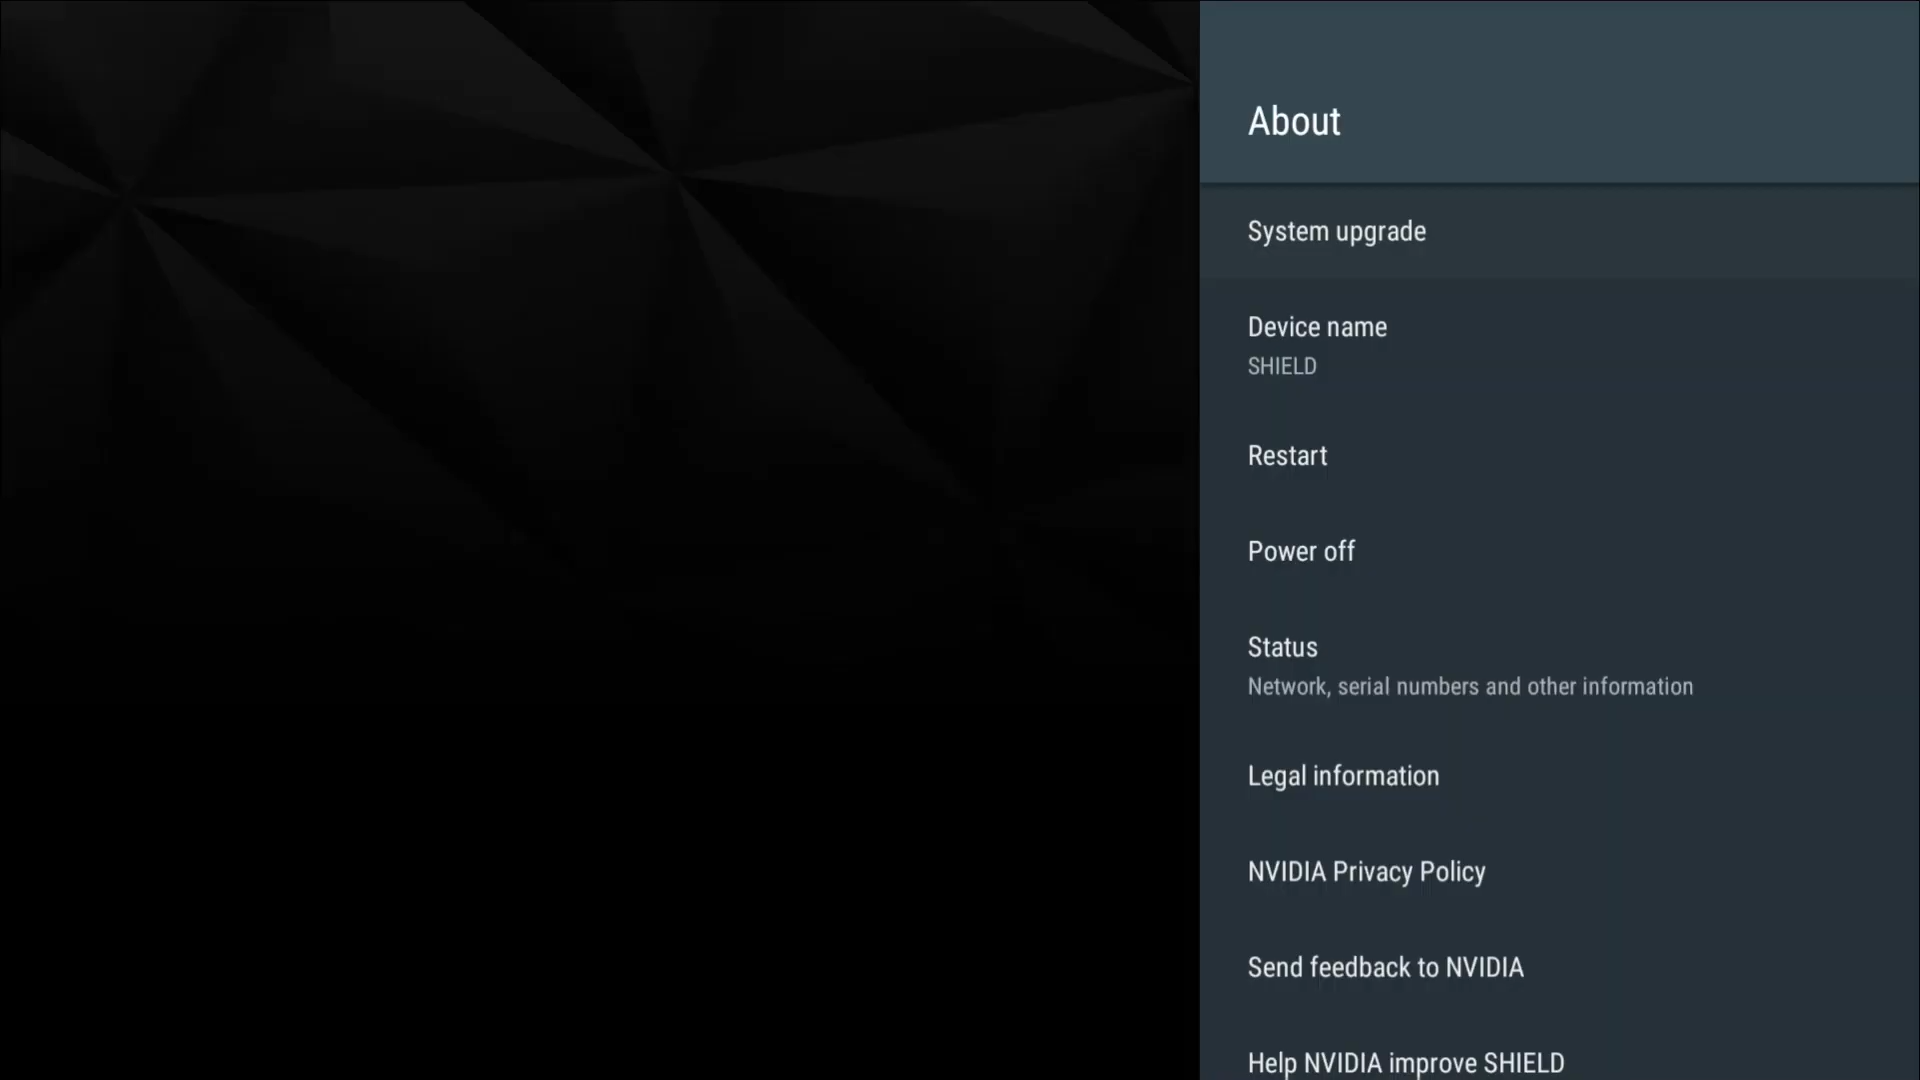 About
System upgrade
Device name
SHIELD
Restart
Power off
Status
Network, serial numbers and other information
Legal information
NVIDIA Privacy Policy
Send feedback to NVIDIA
Help NVIDIA improve SHIELD